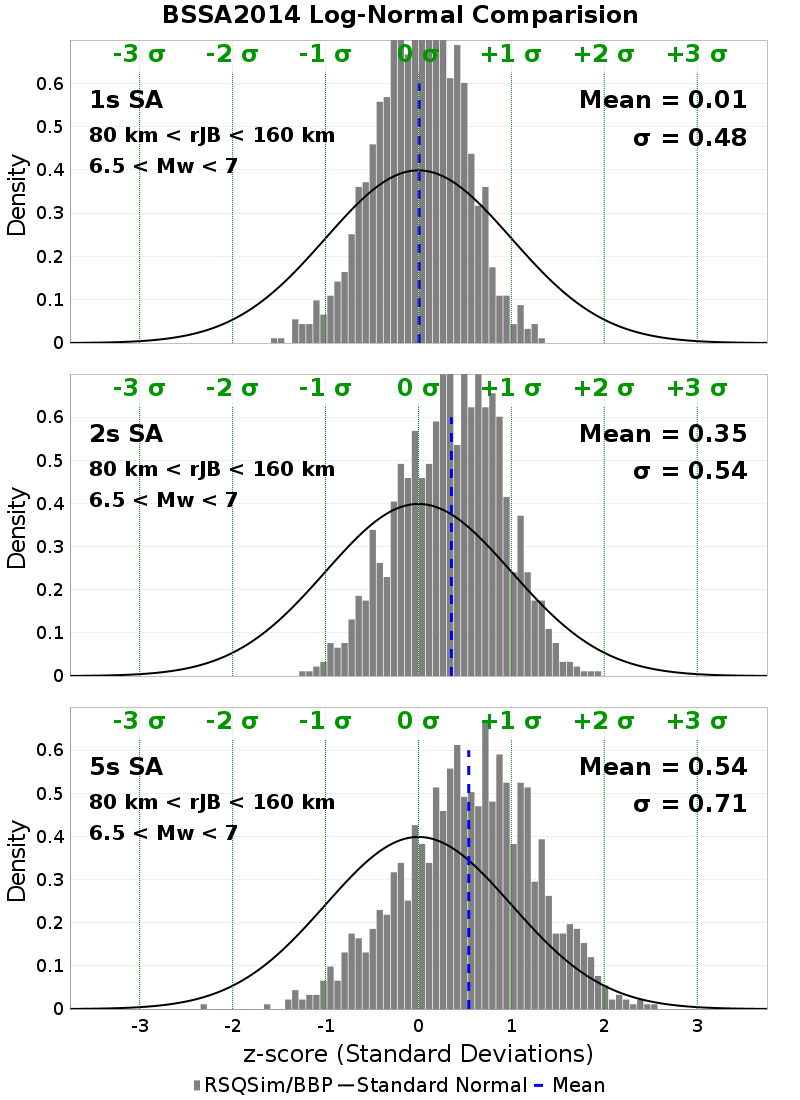 BSSA2014 Log-Normal Comparision
-3 σ -2 σ -1 σ 0 σ +1 σ +2 σ +3 σ
0.6
1s SA Mean = 0.01
0.5
80 km < rJB < 160 km σ = 0.48
6.5 < Mw < 7
0.4
0.3
0.2
0.1
0
Density
-3 σ -2 σ -1 σ 0 σ +1 σ +2 σ +3 σ
0.6
2s SA Mean = 0.35
0.5
80 km < rJB < 160 km σ = 0.54
6.5 < Mw < 7
0.4
0.3
0.2
0.1
0
Density
-3 σ -2 σ -1 σ 0 σ +1 σ +2 σ +3 σ
0.6
5s SA Mean = 0.54
0.5
80 km < rJB < 160 km σ = 0.71
6.5 < Mw < 7
0.4
0.3
0.2
0.1
0
Density
-3 -2 -1 0 1 2 3
z-score (Standard Deviations)
RSQSim/BBP Standard Normal Mean